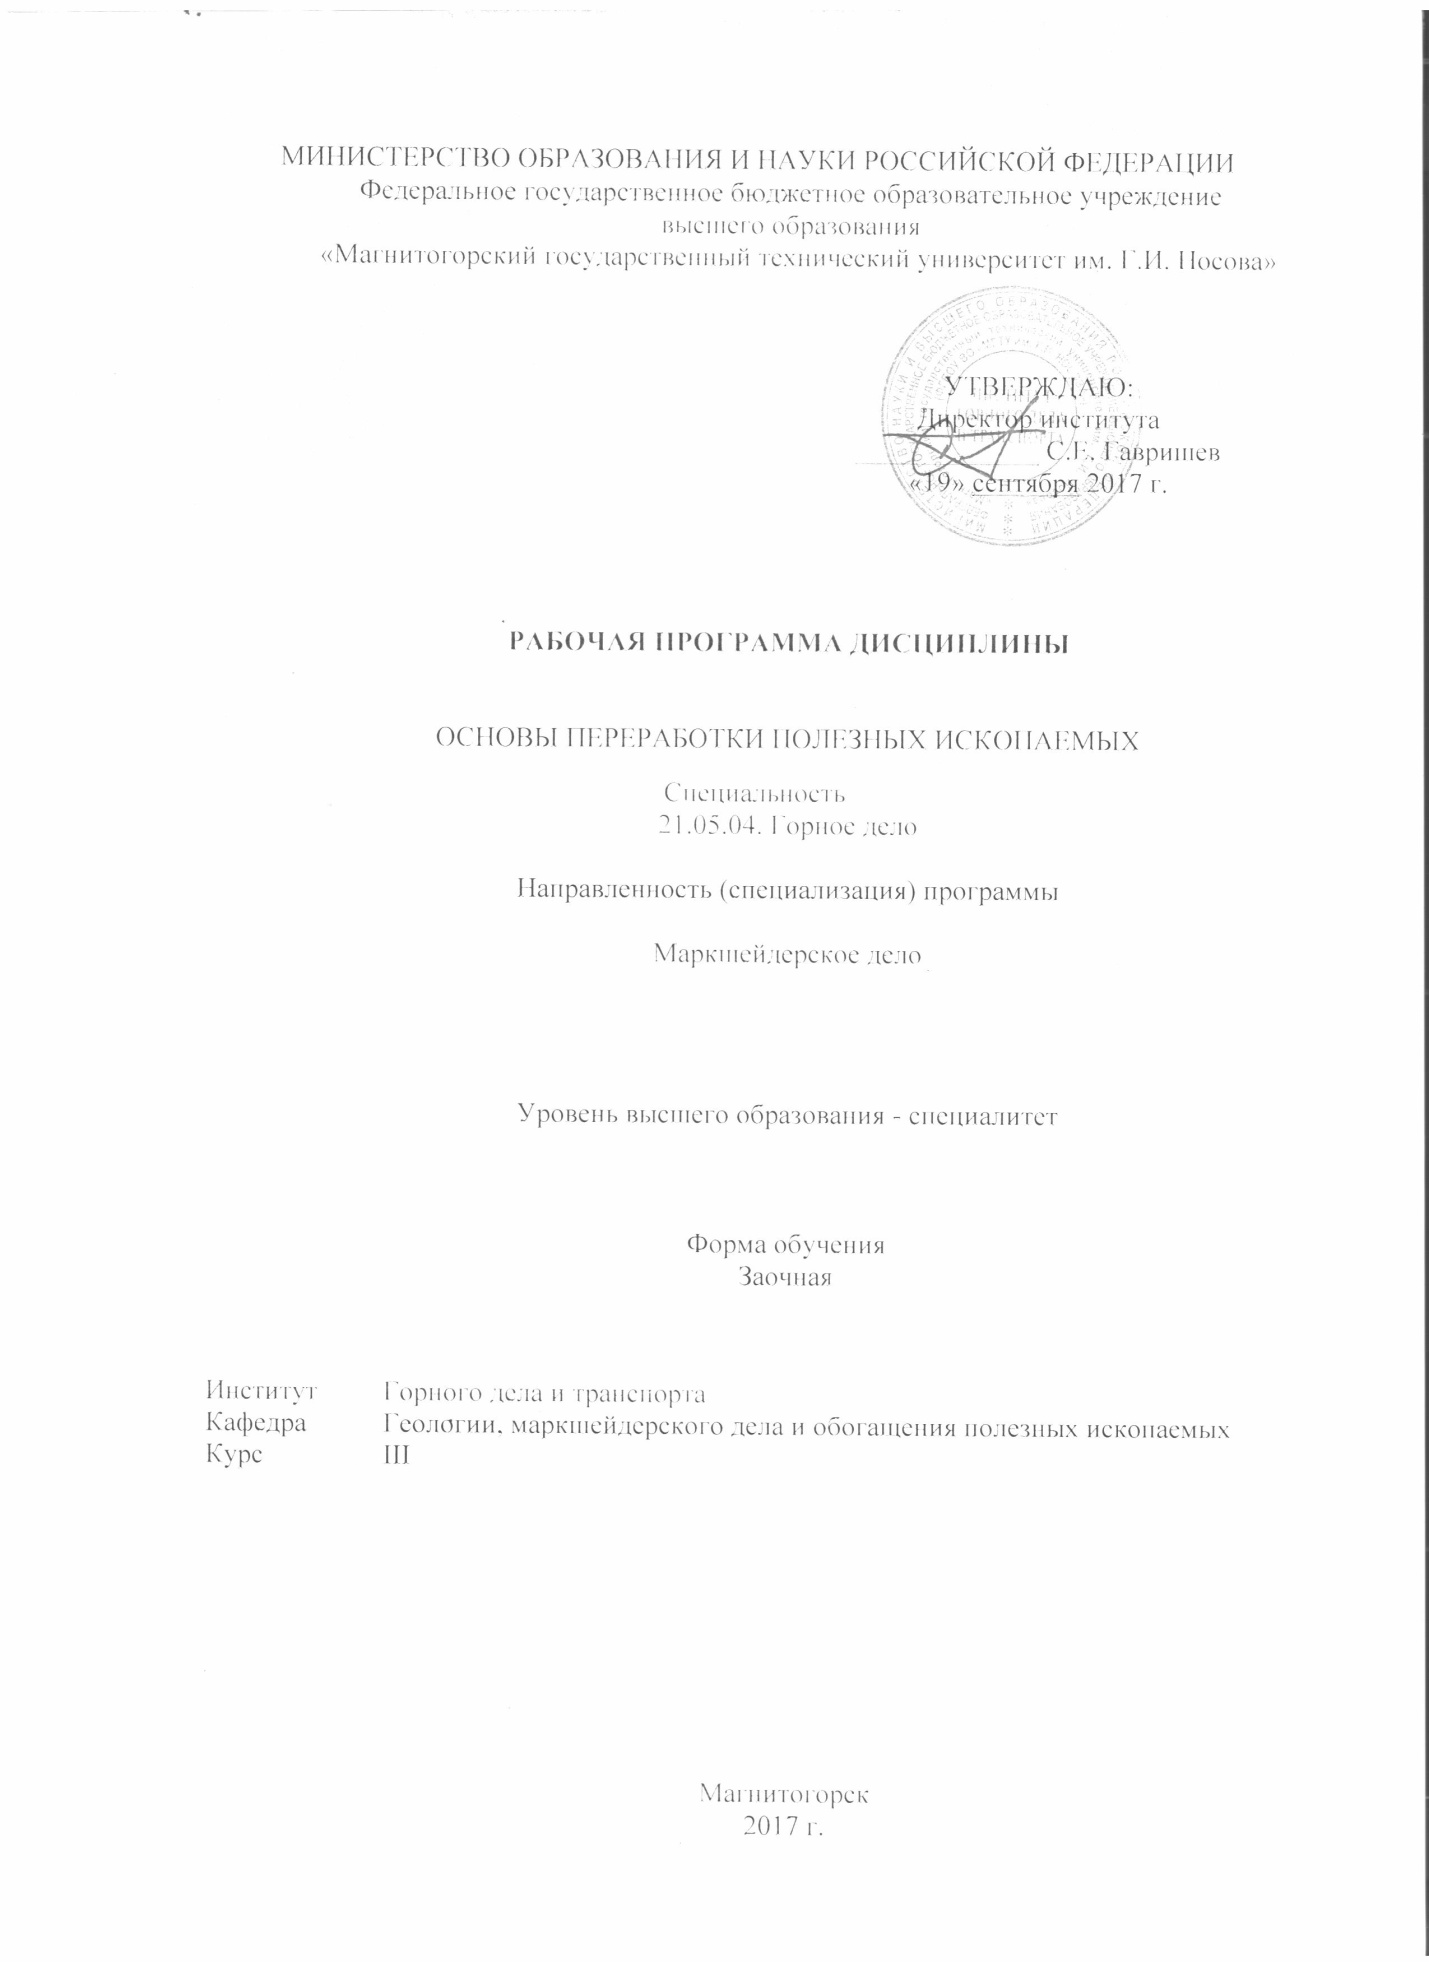 МИНИСТЕРСТВО ОБРАЗОВАНИЯ И НАУКИ РОССИЙСКОЙ ФЕДЕРАЦИИ
Федеральное государственное бюджетное образовательное учреждение
высшего образования
«Магнитогорский государственный технический университет им. Г.И. Носова»
УТВЕРЖДАЮ:
Директор института
С.Е. Гавришев
«19» сентября 2017 г.
РАБОЧАЯ ПРОГРАММА ДИСЦИПЛИНЫ
ОСНОВЫ ПЕРЕРАБОТКИ ПОЛЕЗНЫХ ИСКОПАЕМЫХ
Специальность
21.05.04. Горное дело
Направленность (специализация) программы
Маркшейдерское дело
Уровень высшего образования - специалитет
Форма обучения
Заочная
Институт Горного дела и транспорта
Кафедра Геологии, маркшейдерского дела и обогащения полезных ископаемых
Курс III
Магнитогорск
2017 г.